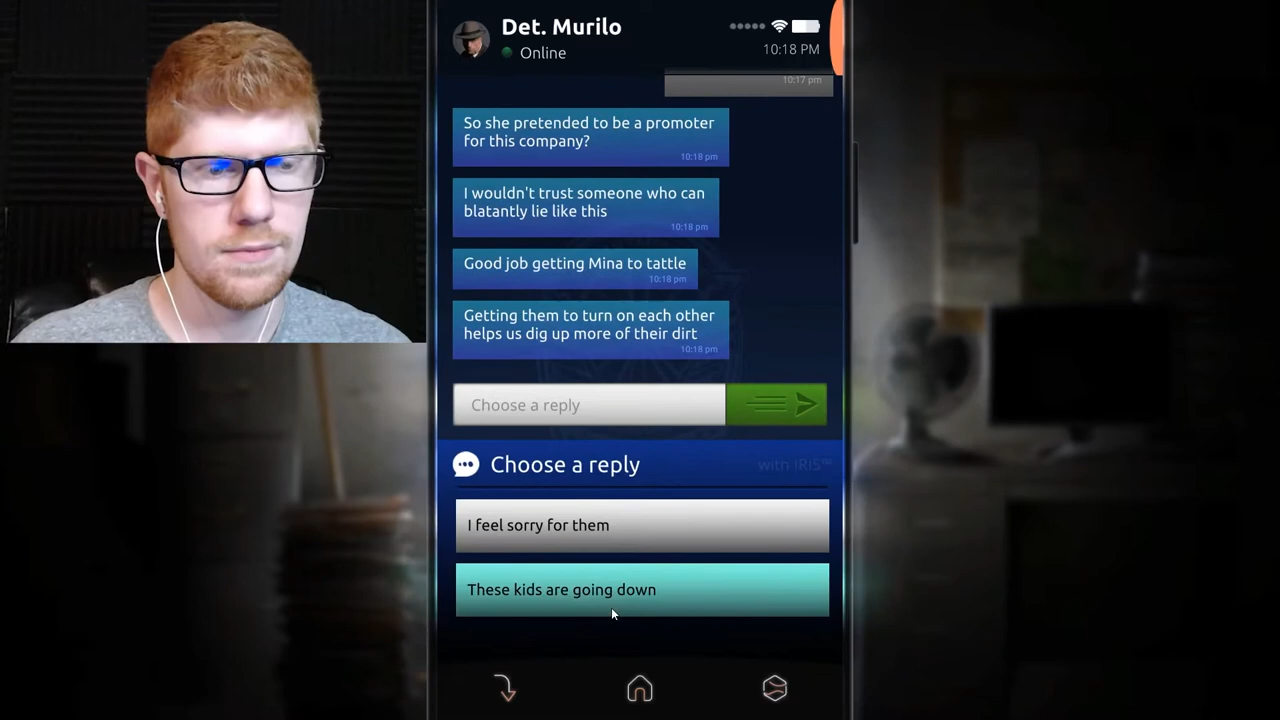 Det. Murilo
Online
10:18 PM
10:17 pm
So she pretended to be a promoter
for this company?
10:18 pm
I wouldn't trust someone who can
blatantly lie like this
10:18 pm
Good job getting Mina to tattle
10:18 pm
Getting them to turn on each other
helps us dig up more of their dirt
10:18 pm
Choose a reply
Choose a reply
with IRIS™
I feel sorry for them
These kids are going down